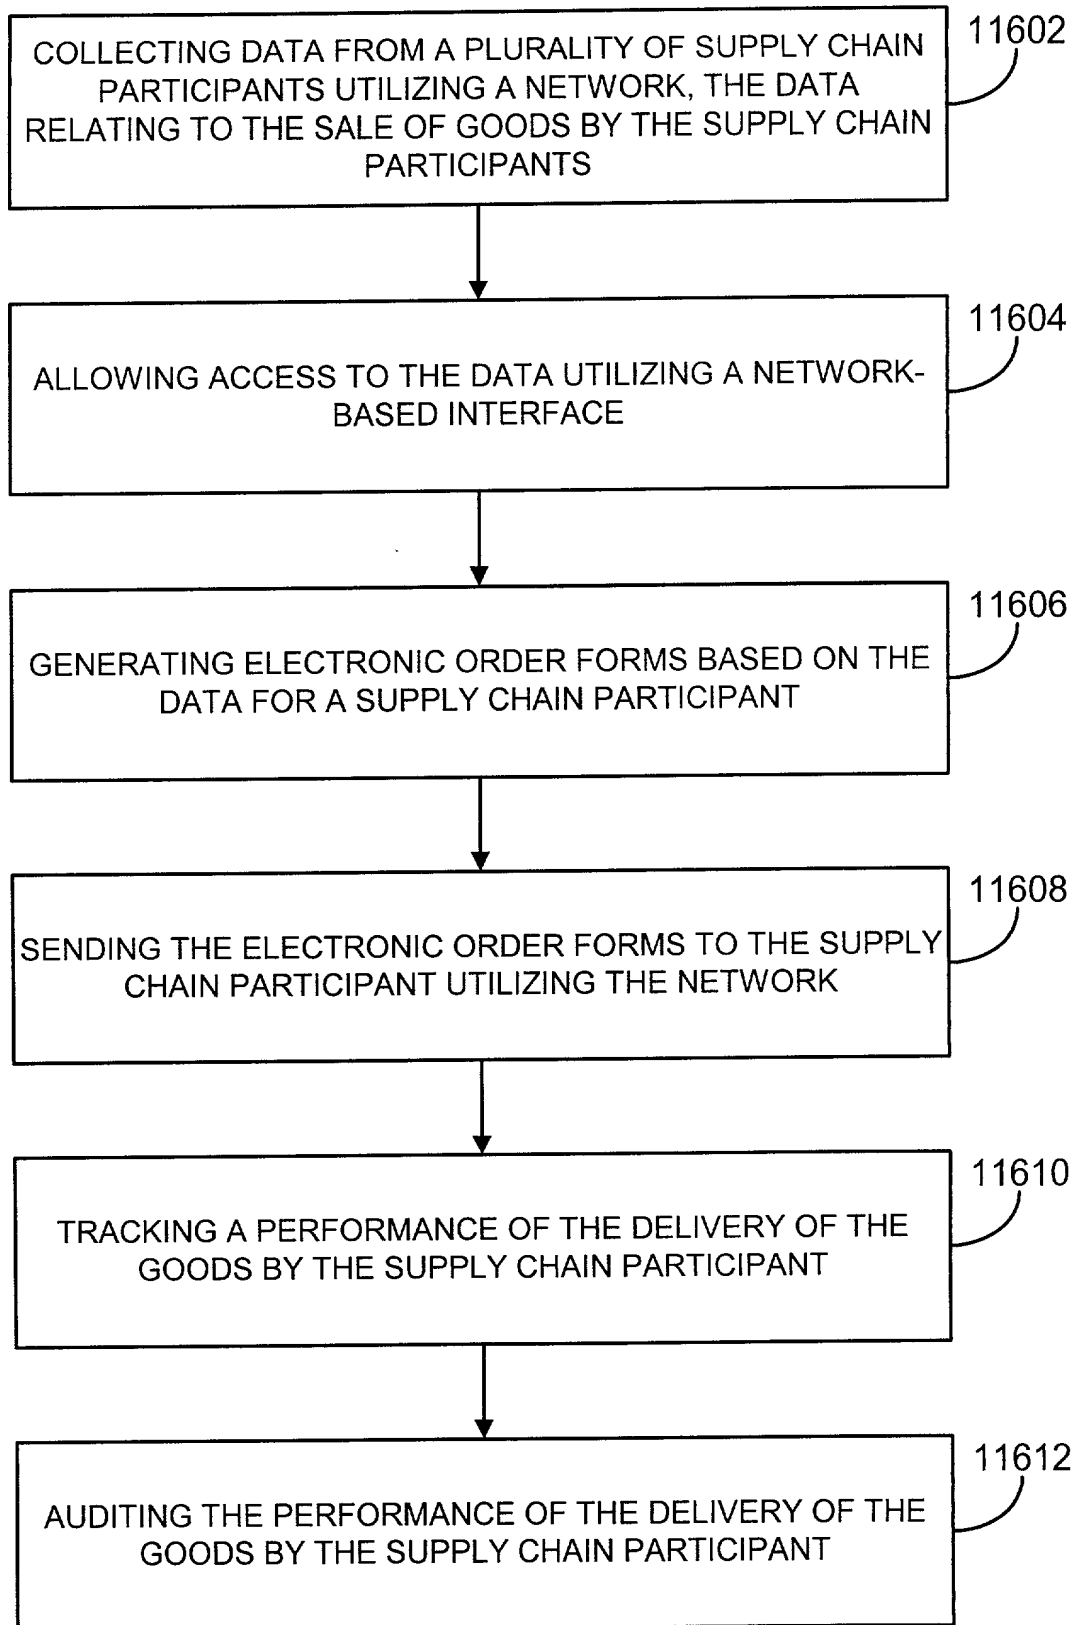 COLLECTING DATA FROM A PLURALITY OF SUPPLY CHAIN
PARTICIPANTS UTILIZING A NETWORK, THE DATA
RELATING TO THE SALE OF GOODS BY THE SUPPLY CHAIN
PARTICIPANTS
11602
ALLOWING ACCESS TO THE DATA UTILIZING A NETWORK-
BASED INTERFACE
11604
GENERATING ELECTRONIC ORDER FORMS BASED ON THE
DATA FOR A SUPPLY CHAIN PARTICIPANT
11606
SENDING THE ELECTRONIC ORDER FORMS TO THE SUPPLY
CHAIN PARTICIPANT UTILIZING THE NETWORK
11608
TRACKING A PERFORMANCE OF THE DELIVERY OF THE
GOODS BY THE SUPPLY CHAIN PARTICIPANT
11610
AUDITING THE PERFORMANCE OF THE DELIVERY OF THE
GOODS BY THE SUPPLY CHAIN PARTICIPANT
11612